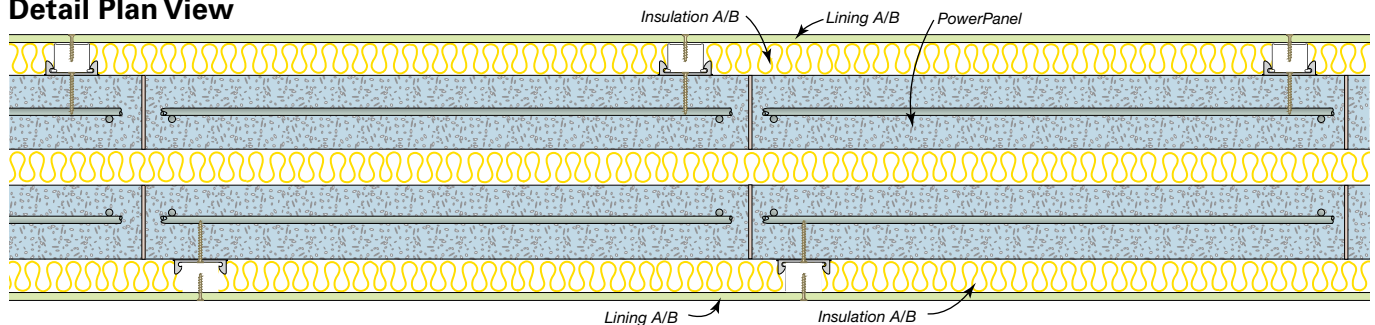 Detail Plan View
Insulation A/B
Lining A/B
PowerPanel
Lining A/B
Insulation A/B